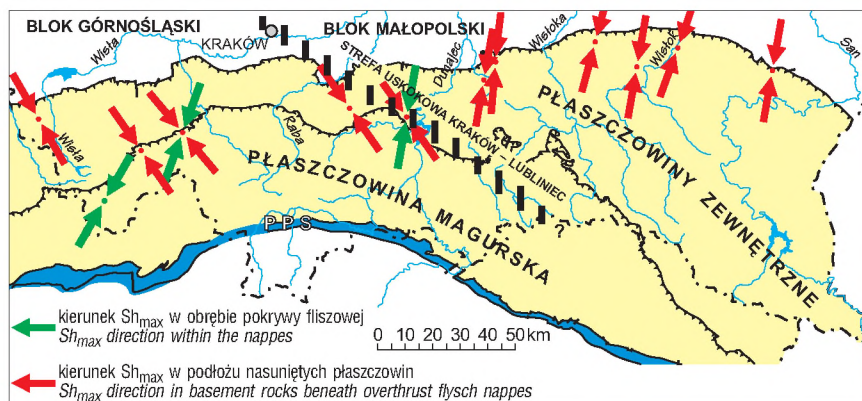 BLOK GÓRNOŚLĄSKI
BLOK MAŁOPOLSKI
KRAKÓW
Wisła
Wisła
Raba
Dunajec
Wisłoka
Wisłok
San
STREFA USKOKOWA KRAKÓW – LUBLINIEC
PŁASZCZOWINY ZEWNĘTRZNE
PŁASZCZOWINA MAGURSKA
PPS
kierunek Shmax w obrębie pokrywy fliszowej
Shmax direction within the nappes
0 10 20 30 40 50 km
kierunek Shmax w podłożu nasuniętych płaszczowin
Shmax direction in basement rocks beneath overthrust flysch nappes